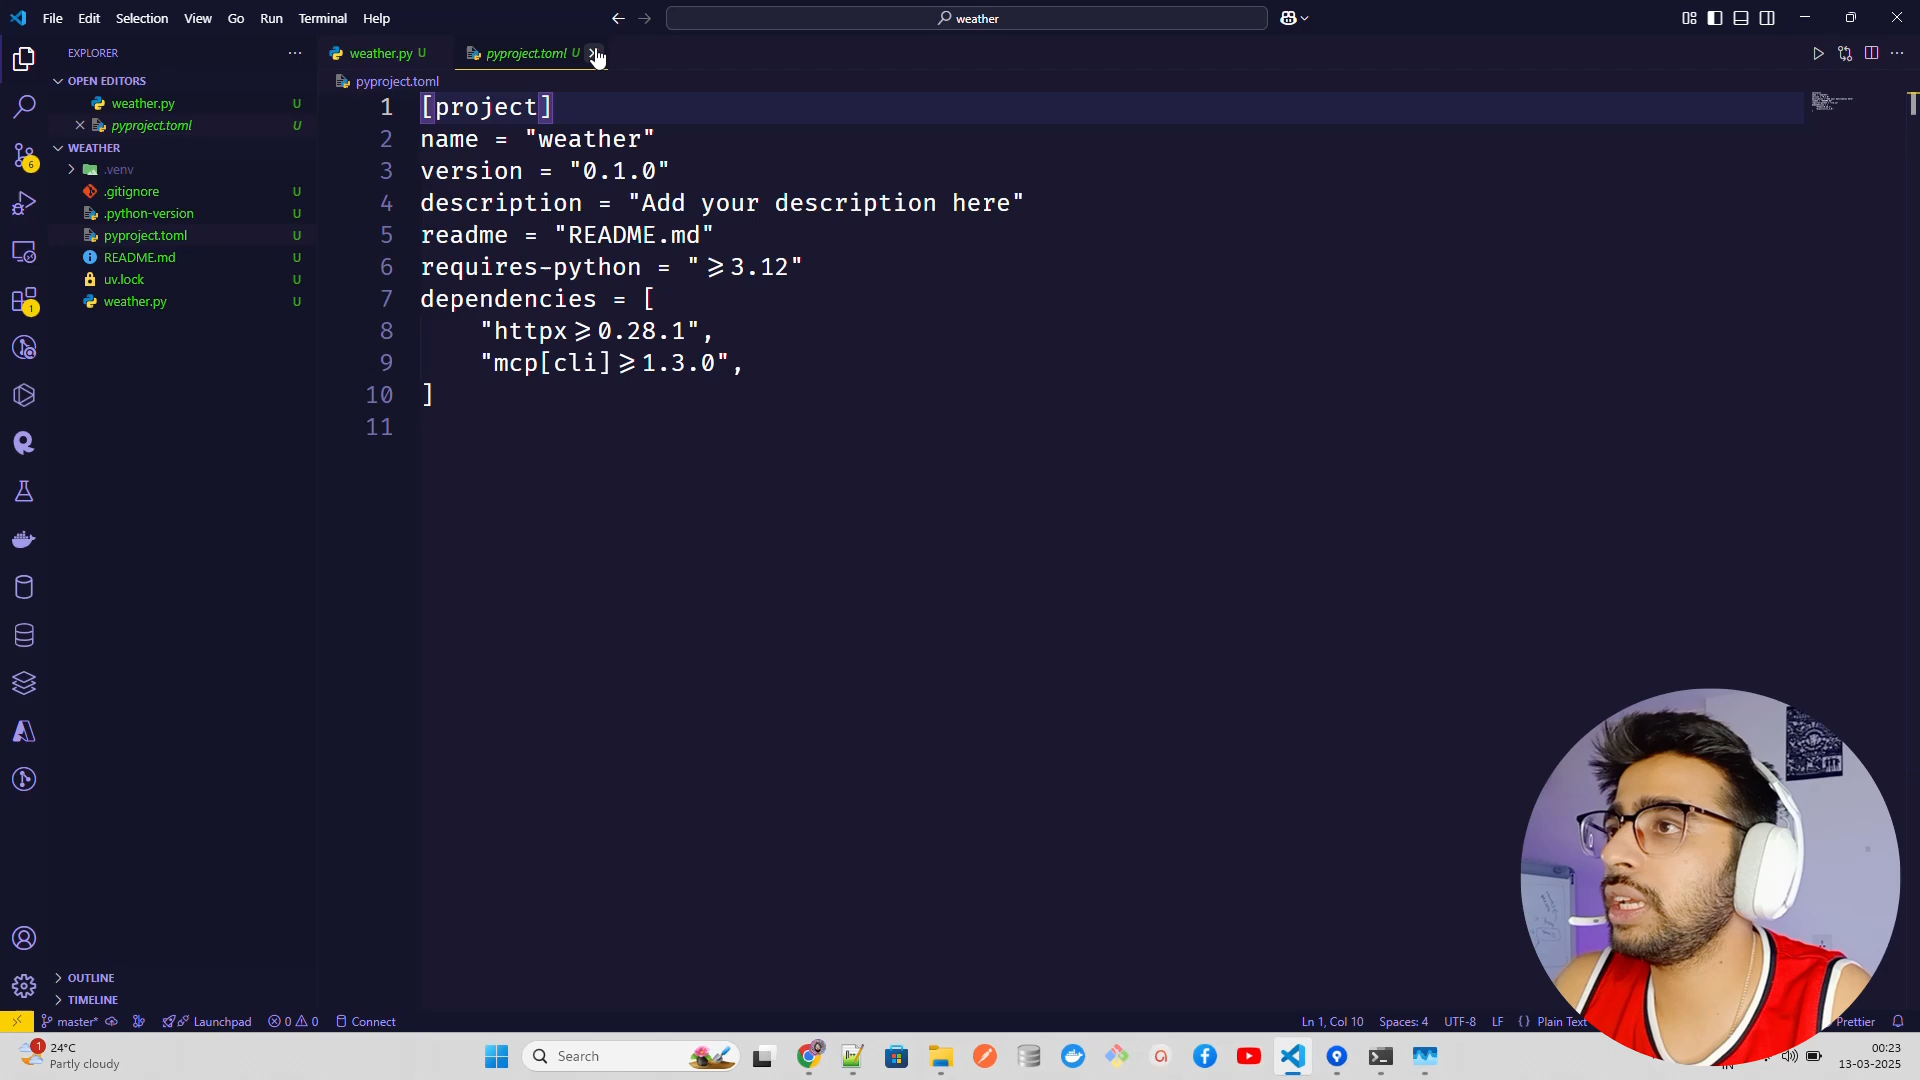 File Edit Selection View Go Run Terminal Help
weather
EXPLORER
OPEN EDITORS
weather.py U
pyproject.toml U
WEATHER
.venv
.gitignore U
.python-version U
pyproject.toml U
README.md U
uv.lock U
weather.py U
6
1
OUTLINE
TIMELINE
weather.py U
pyproject.toml U
pyproject.toml
1 [project]
2 name = "weather"
3 version = "0.1.0"
4 description = "Add your description here"
5 readme = "README.md"
6 requires-python = ">=3.12"
7 dependencies = [
8 "httpx>=0.28.1",
9 "mcp[cli]>=1.3.0",
10 ]
11
master* Launchpad 0 0 Connect
Ln 1, Col 10 Spaces: 4 UTF-8 LF {} Plain Text Prettier
1
24°C
Partly cloudy
Search
IN
00:23
13-03-2025